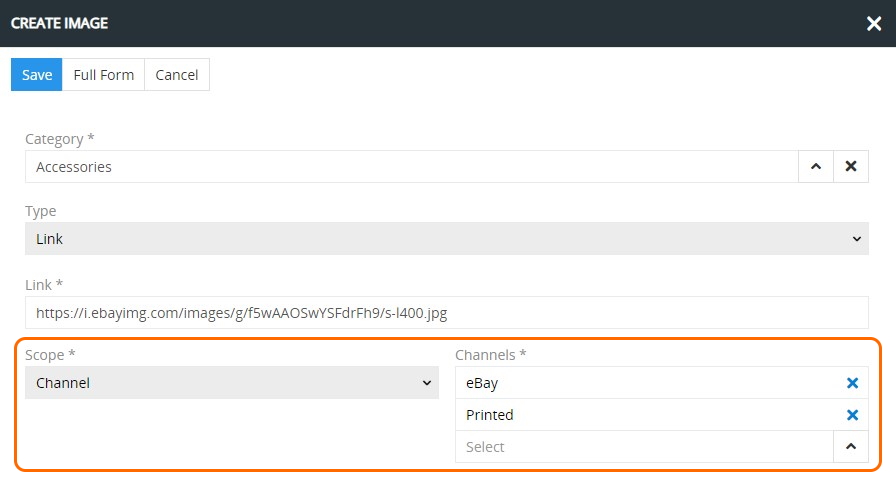 CREATE IMAGE
Save Full Form Cancel
Category *
Accessories
Type
Link
Link *
https://i.ebayimg.com/images/g/f5wAAOSwYSFdrFh9/s-l400.jpg
Scope * Channels *
Channel eBay
Printed
Select